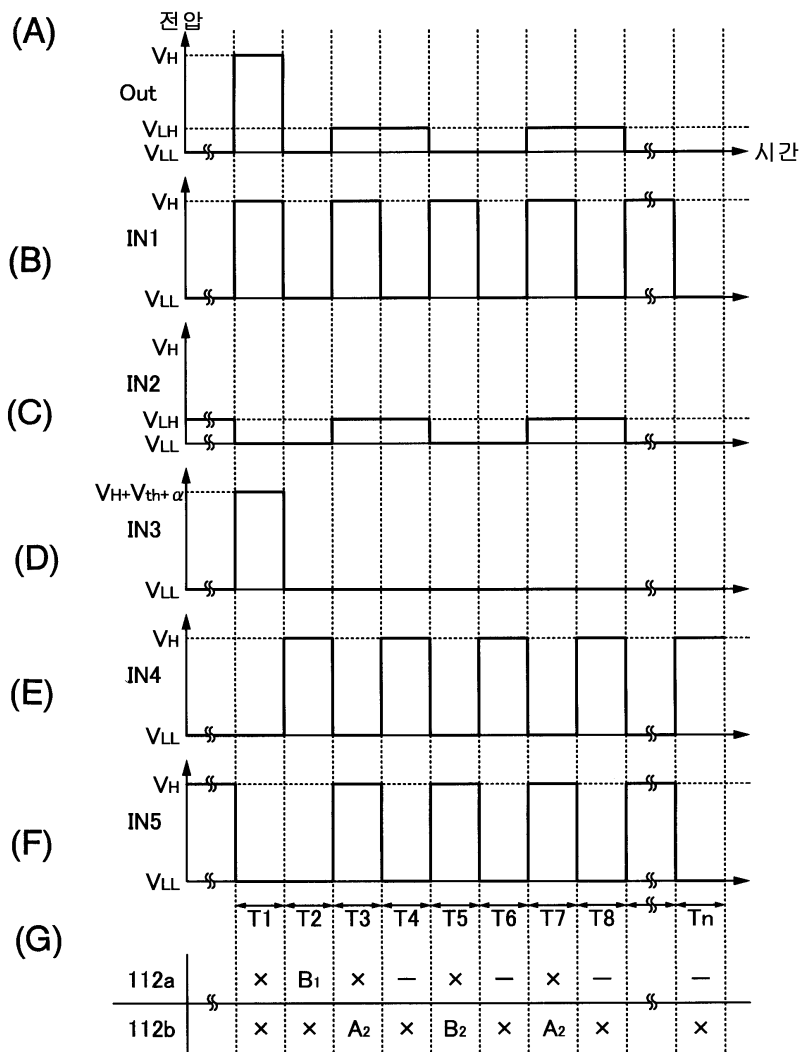 (A)
전압
VH
Out
VLH
VLL
시간
(B)
VH
IN1
VLL
(C)
VH
IN2
VLH
VLL
(D)
VH+Vth+α
IN3
VLL
(E)
VH
IN4
VLL
(F)
VH
IN5
VLL
(G)
T1 T2 T3 T4 T5 T6 T7 T8 Tn
112a × B1 × — × — × — —
112b × × A2 × B2 × A2 × ×